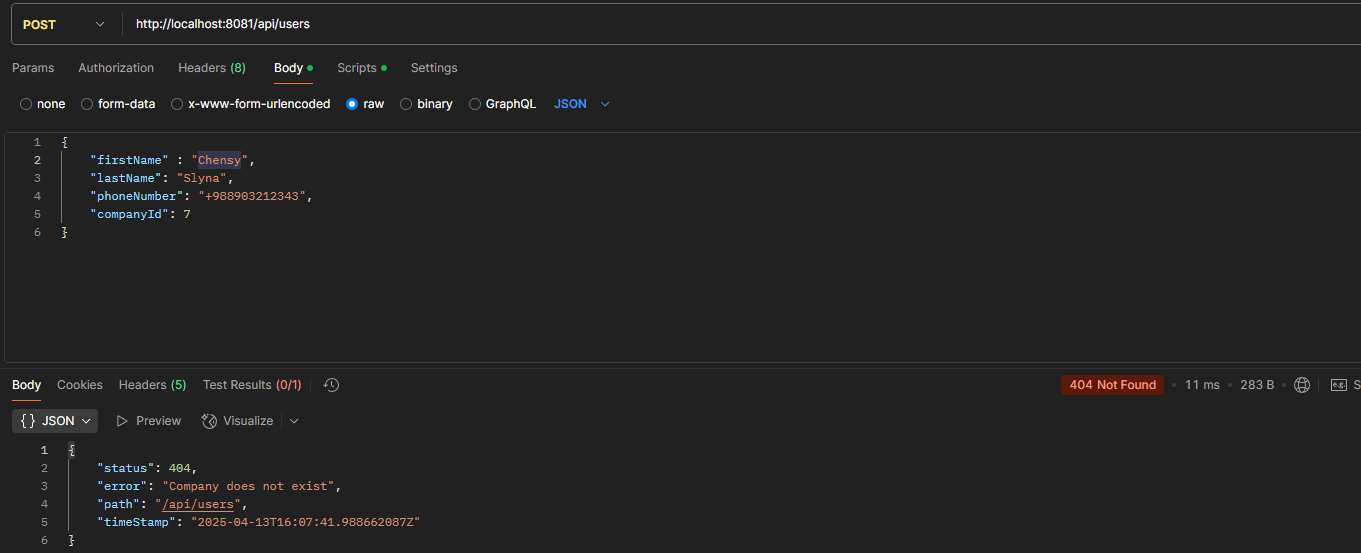 POST http://localhost:8081/api/users
Params Authorization Headers (8) Body Scripts Settings
none form-data x-www-form-urlencoded raw binary GraphQL JSON
1 {
2 "firstName" : "Chensy",
3 "lastName": "Slyna",
4 "phoneNumber": "+988903212343",
5 "companyId": 7
6 }
Body Cookies Headers (5) Test Results (0/1) 404 Not Found 11 ms 283 B e.g. S
{} JSON Preview Visualize
1 {
2 "status": 404,
3 "error": "Company does not exist",
4 "path": "/api/users",
5 "timeStamp": "2025-04-13T16:07:41.988662087Z"
6 }